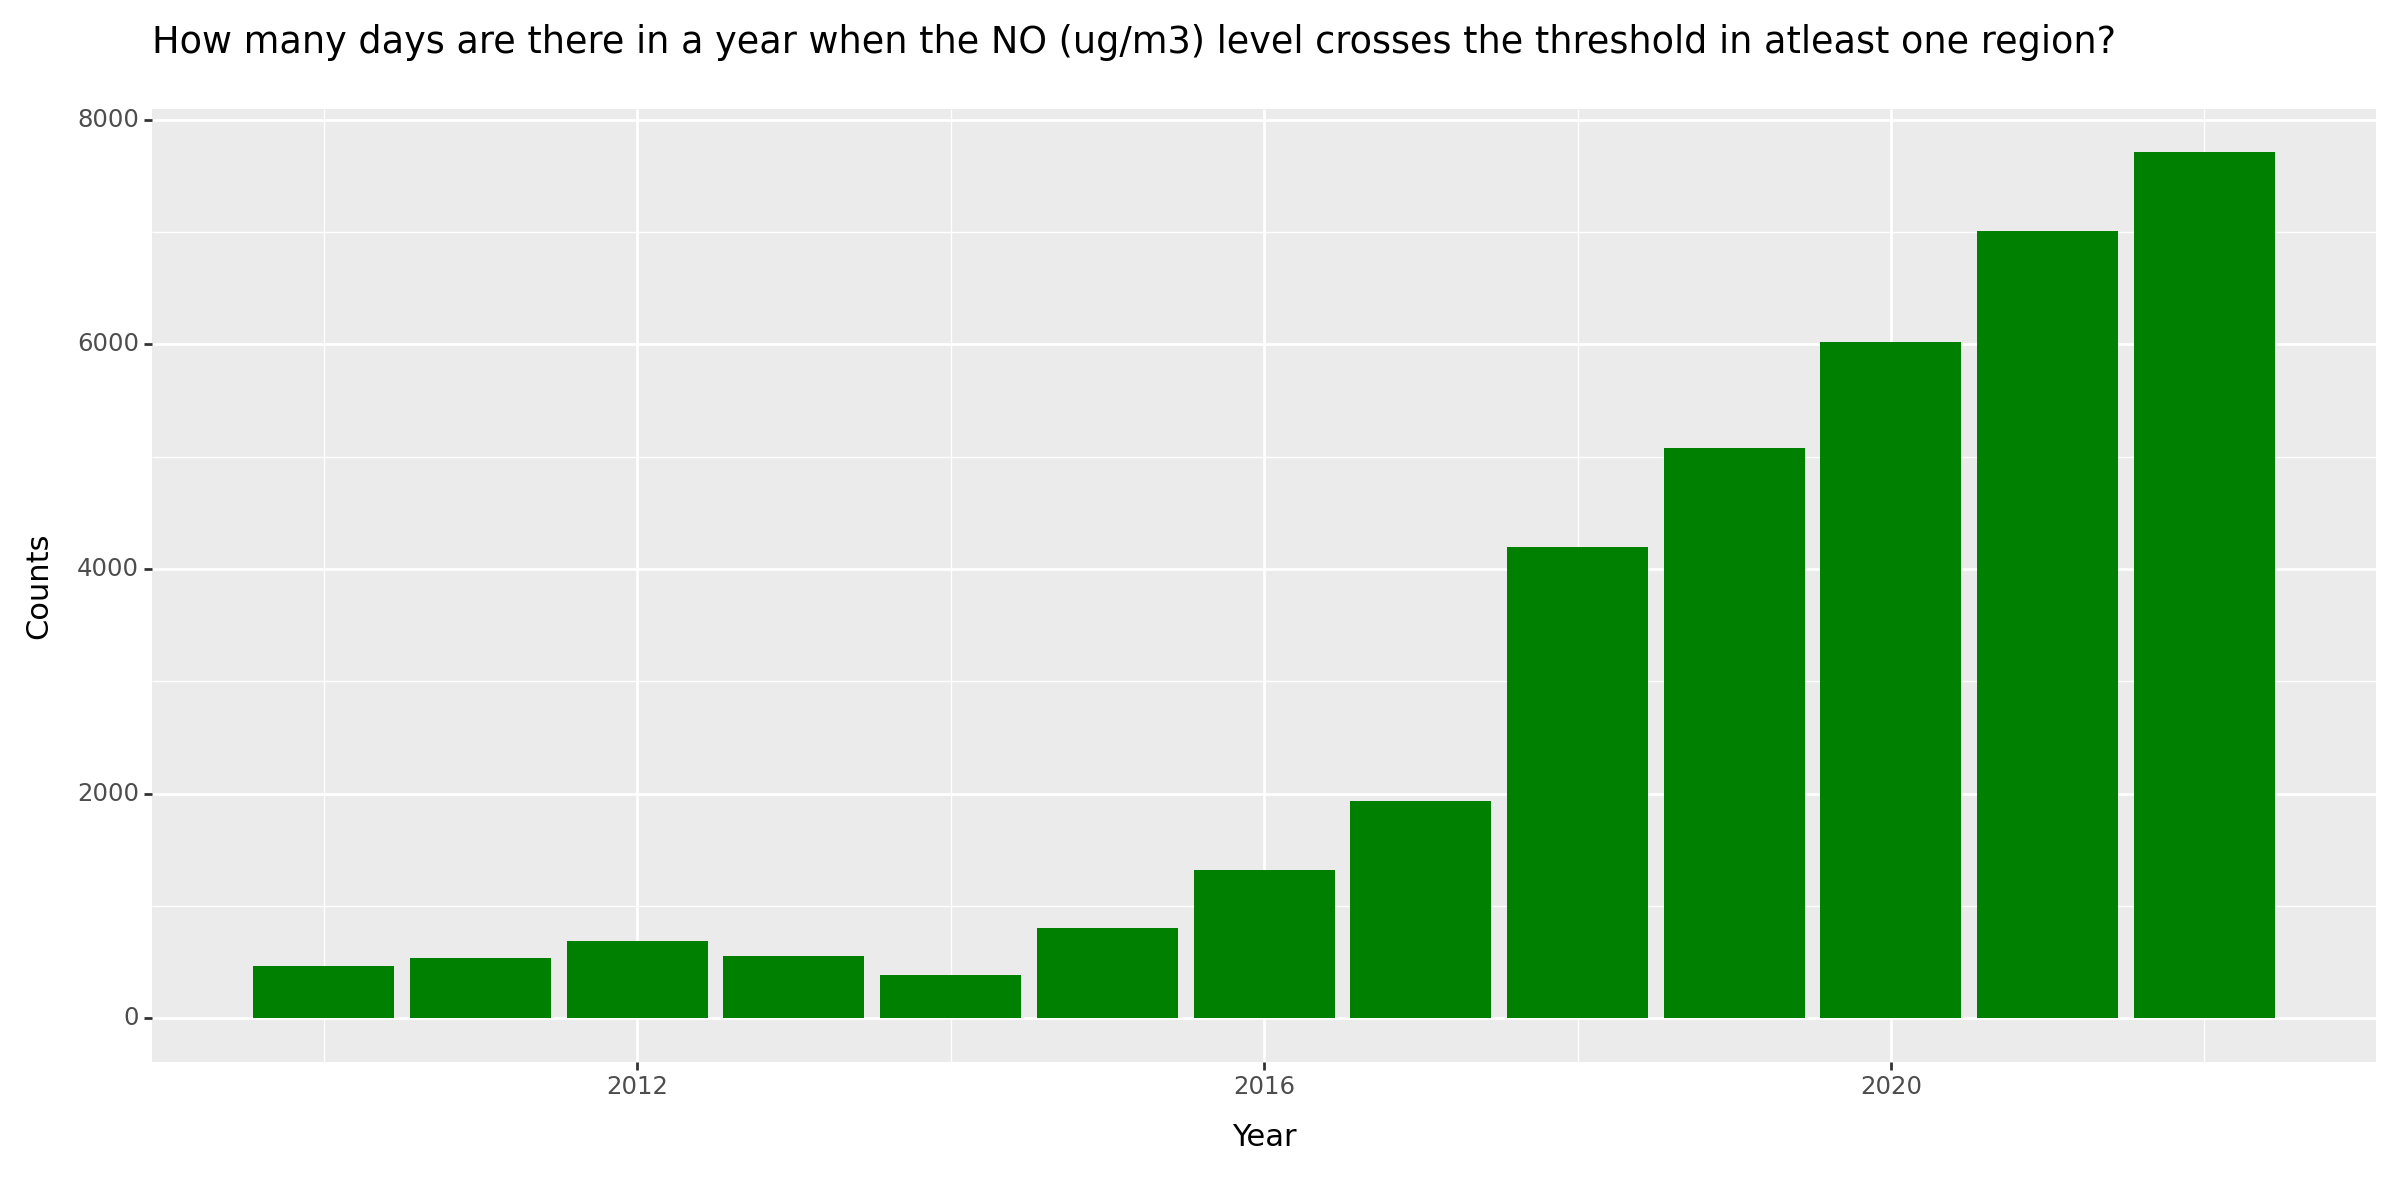 How many days are there in a year when the NO (ug/m3) level crosses the threshold in atleast one region?
8000
6000
4000
2000
0
Counts
2012
2016
2020
Year